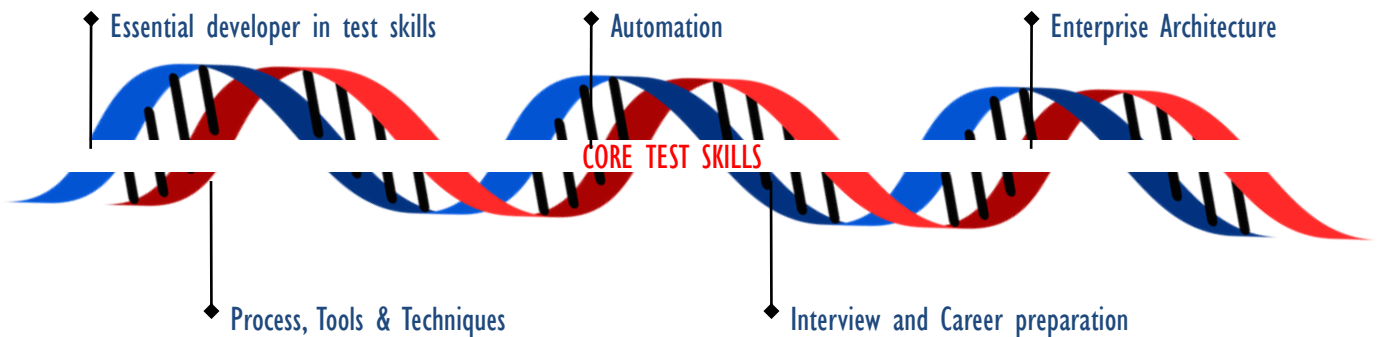 Essential developer in test skills
Automation
Enterprise Architecture
CORE TEST SKILLS
Process, Tools & Techniques
Interview and Career preparation